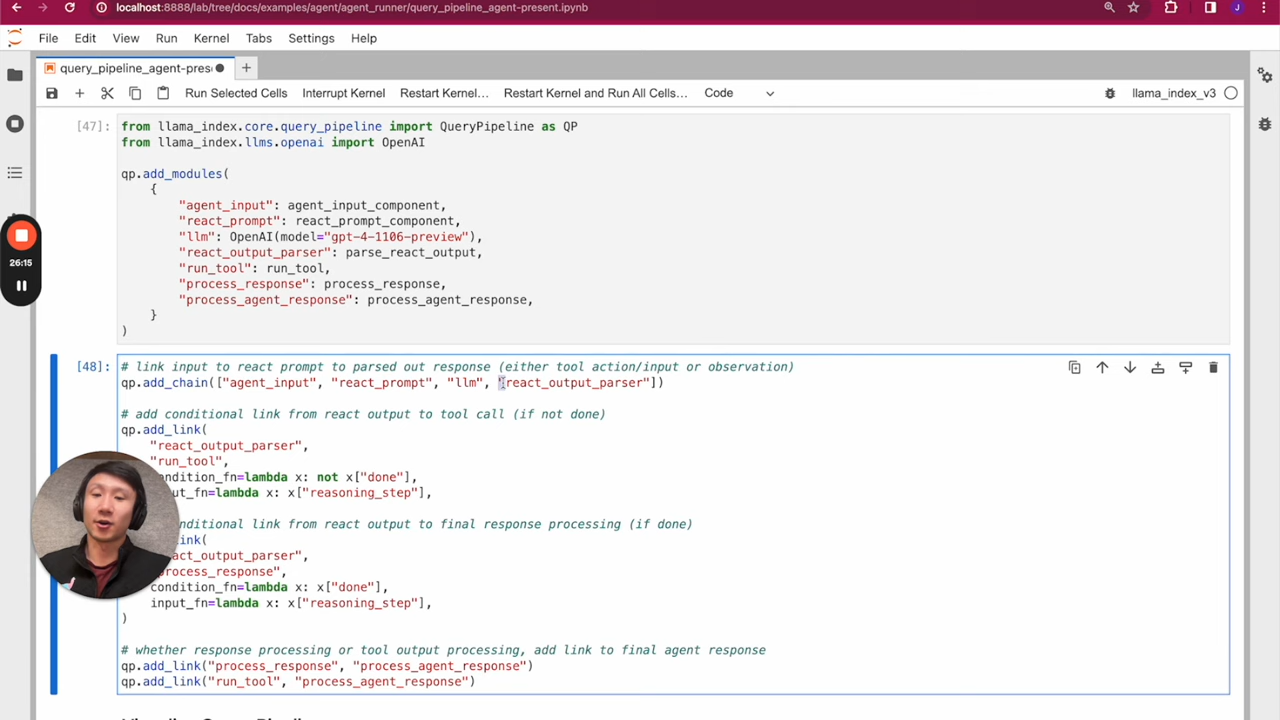 localhost:8888/lab/tree/docs/examples/agent/agent_runner/query_pipeline_agent-present.ipynb
J
File Edit View Run Kernel Tabs Settings Help
query_pipeline_agent-pres
Run Selected Cells Interrupt Kernel Restart Kernel... Restart Kernel and Run All Cells... Code llama_index_v3
[47]: from llama_index.core.query_pipeline import QueryPipeline as QP
from llama_index.llms.openai import OpenAI
qp.add_modules(
{
"agent_input": agent_input_component,
"react_prompt": react_prompt_component,
"llm": OpenAI(model="gpt-4-1106-preview"),
"react_output_parser": parse_react_output,
"run_tool": run_tool,
"process_response": process_response,
"process_agent_response": process_agent_response,
}
)
26:15
[48]: # link input to react prompt to parsed out response (either tool action/input or observation)
qp.add_chain(["agent_input", "react_prompt", "llm", "react_output_parser"])
# add conditional link from react output to tool call (if not done)
qp.add_link(
"react_output_parser",
"run_tool",
condition_fn=lambda x: not x["done"],
put_fn=lambda x: x["reasoning_step"],
nditional link from react output to final response processing (if done)
ink(
act_output_parser",
process_response",
condition_fn=lambda x: x["done"],
input_fn=lambda x: x["reasoning_step"],
)
# whether response processing or tool output processing, add link to final agent response
qp.add_link("process_response", "process_agent_response")
qp.add_link("run_tool", "process_agent_response")